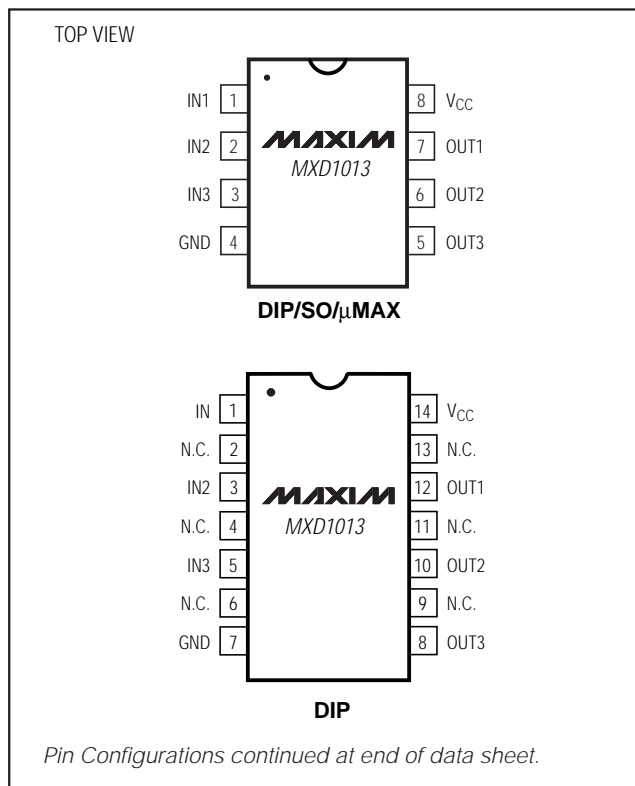 TOP VIEW
IN1 1 8 VCC
IN2 2 MAXIM 7 OUT1
MXD1013
IN3 3 6 OUT2
GND 4 5 OUT3
DIP/SO/µMAX
IN 1 14 VCC
N.C. 2 13 N.C.
IN2 3 MAXIM 12 OUT1
N.C. 4 MXD1013 11 N.C.
IN3 5 10 OUT2
N.C. 6 9 N.C.
GND 7 8 OUT3
DIP
Pin Configurations continued at end of data sheet.